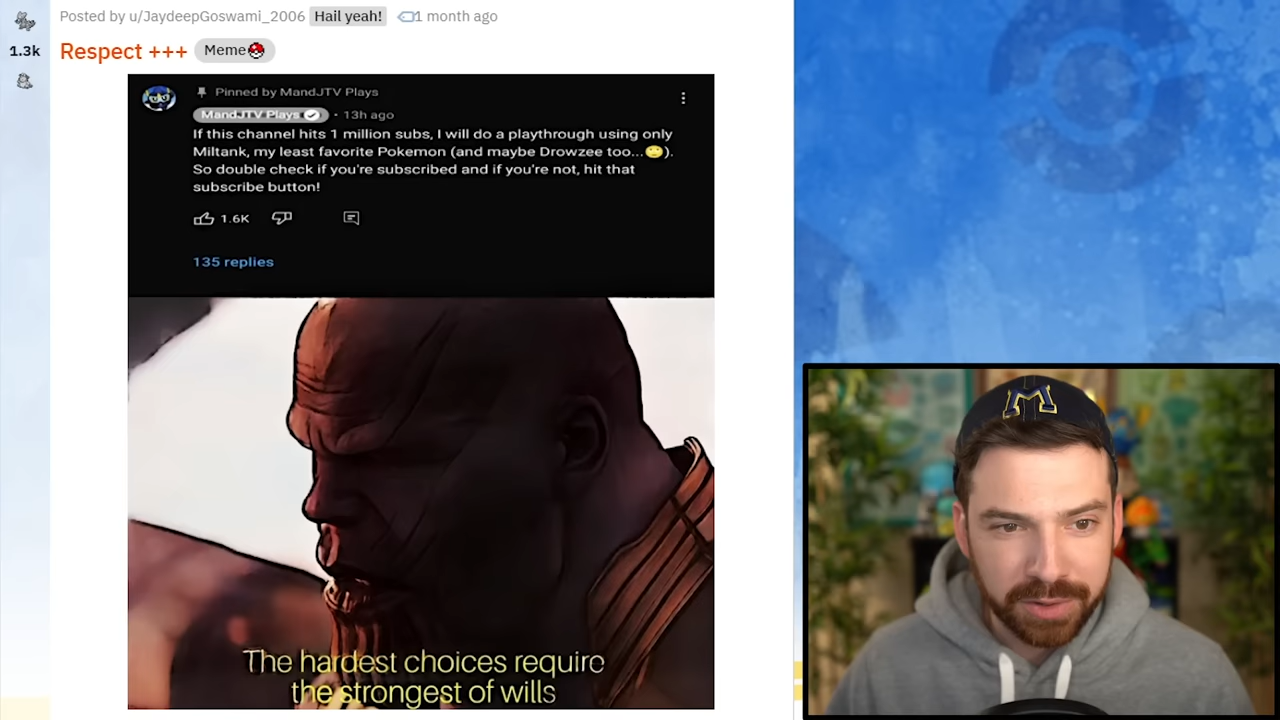 Posted by u/JaydeepGoswami_2006 Hail yeah! 1 month ago
1.3k
Respect +++ Meme
Pinned by MandJTV Plays
MandJTV Plays · 13h ago
If this channel hits 1 million subs, I will do a playthrough using only
Miltank, my least favorite Pokemon (and maybe Drowzee too...🙄).
So double check if you're subscribed and if you're not, hit that
subscribe button!
1.6K
135 replies
The hardest choices require
the strongest of wills
M